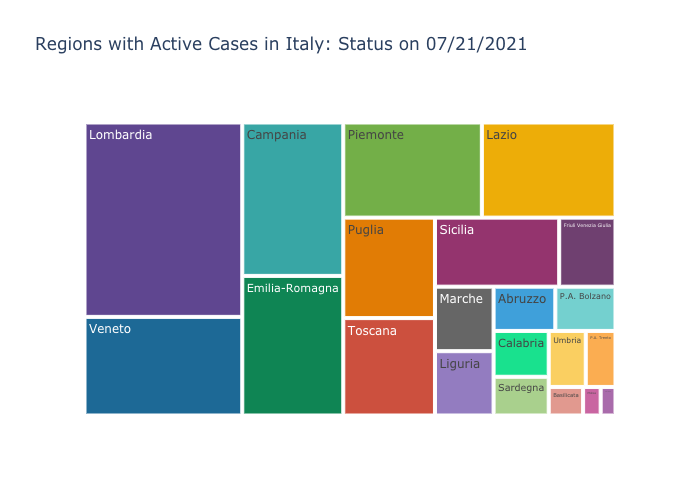 Regions with Active Cases in Italy: Status on 07/21/2021
Lombardia
Campania
Piemonte
Lazio
Puglia
Sicilia
Friuli Venezia Giulia
Emilia-Romagna
Marche
Abruzzo
P.A. Bolzano
Veneto
Toscana
Calabria
Umbria
P.A. Trento
Liguria
Sardegna
Basilicata